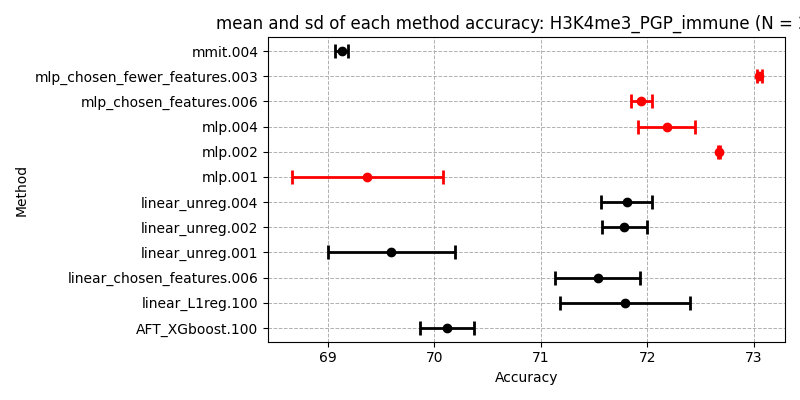 mean and sd of each method accuracy: H3K4me3_PGP_immune (N =
mmit.004
mlp_chosen_fewer_features.003
mlp_chosen_features.006
mlp.004
mlp.002
mlp.001
linear_unreg.004
linear_unreg.002
linear_unreg.001
linear_chosen_features.006
linear_L1reg.100
AFT_XGboost.100
Method
69 70 71 72 73
Accuracy